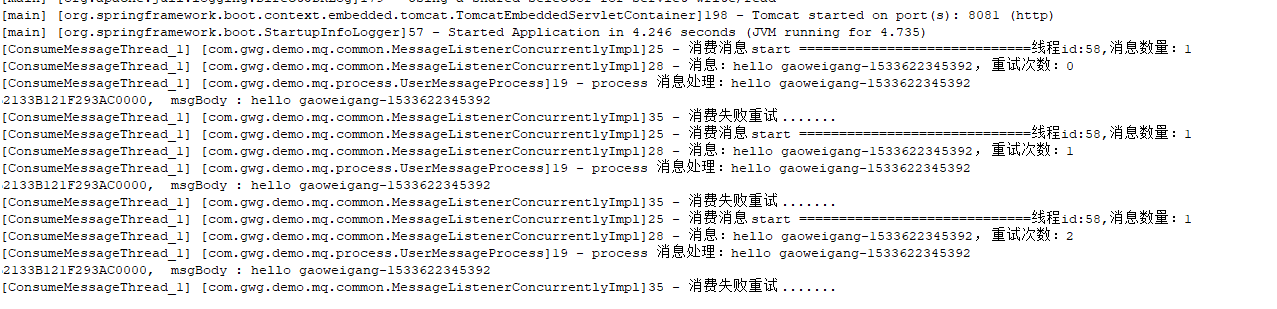 [main] [org.springframework.boot.context.embedded.tomcat.TomcatEmbeddedServletContainer]198 - Tomcat started on port(s): 8081 (http)
[main] [org.springframework.boot.StartupInfoLogger]57 - Started Application in 4.246 seconds (JVM running for 4.735)
[ConsumeMessageThread_1] [com.gwg.demo.mq.common.MessageListenerConcurrentlyImpl]25 - 消费消息 start =============================线程id:58,消息数量：1
[ConsumeMessageThread_1] [com.gwg.demo.mq.common.MessageListenerConcurrentlyImpl]28 - 消息：hello gaoweigang-1533622345392，重试次数：0
[ConsumeMessageThread_1] [com.gwg.demo.mq.process.UserMessageProcess]19 - process 消息处理：hello gaoweigang-1533622345392
2133B121F293AC0000,  msgBody : hello gaoweigang-1533622345392
[ConsumeMessageThread_1] [com.gwg.demo.mq.common.MessageListenerConcurrentlyImpl]35 - 消费失败重试.......
[ConsumeMessageThread_1] [com.gwg.demo.mq.common.MessageListenerConcurrentlyImpl]25 - 消费消息 start =============================线程id:58,消息数量：1
[ConsumeMessageThread_1] [com.gwg.demo.mq.common.MessageListenerConcurrentlyImpl]28 - 消息：hello gaoweigang-1533622345392，重试次数：1
[ConsumeMessageThread_1] [com.gwg.demo.mq.process.UserMessageProcess]19 - process 消息处理：hello gaoweigang-1533622345392
2133B121F293AC0000,  msgBody : hello gaoweigang-1533622345392
[ConsumeMessageThread_1] [com.gwg.demo.mq.common.MessageListenerConcurrentlyImpl]35 - 消费失败重试.......
[ConsumeMessageThread_1] [com.gwg.demo.mq.common.MessageListenerConcurrentlyImpl]25 - 消费消息 start =============================线程id:58,消息数量：1
[ConsumeMessageThread_1] [com.gwg.demo.mq.common.MessageListenerConcurrentlyImpl]28 - 消息：hello gaoweigang-1533622345392，重试次数：2
[ConsumeMessageThread_1] [com.gwg.demo.mq.process.UserMessageProcess]19 - process 消息处理：hello gaoweigang-1533622345392
2133B121F293AC0000,  msgBody : hello gaoweigang-1533622345392
[ConsumeMessageThread_1] [com.gwg.demo.mq.common.MessageListenerConcurrentlyImpl]35 - 消费失败重试.......